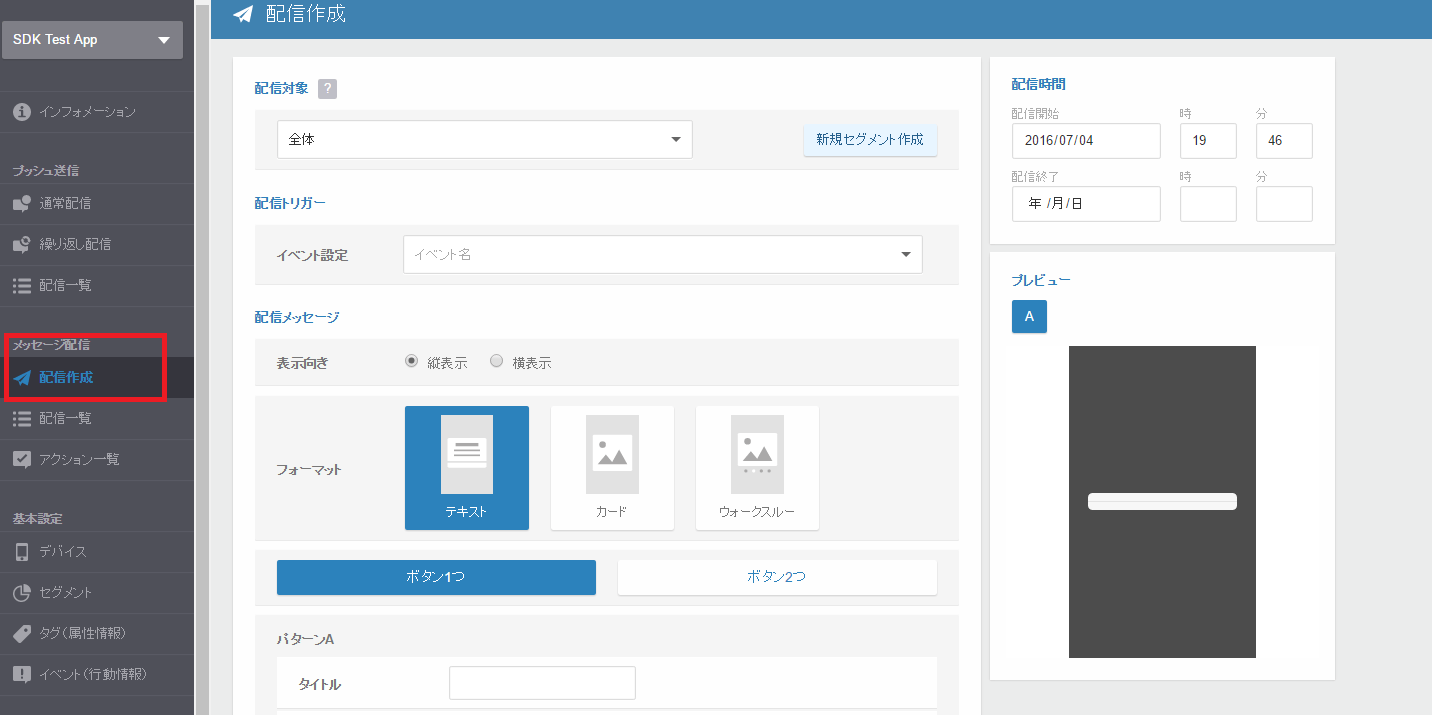 SDK Test App
インフォメーション
プッシュ送信
通常配信
繰り返し配信
配信一覧
メッセージ配信
配信作成
配信一覧
アクション一覧
基本設定
デバイス
セグメント
タグ(属性情報)
イベント(行動情報)
配信作成
配信対象 ?
全体
新規セグメント作成
配信トリガー
イベント設定 イベント名
配信メッセージ
表示向き 縦表示 横表示
フォーマット
テキスト カード ウォークスルー
ボタン1つ ボタン2つ
パターンA
タイトル
配信時間
配信開始 時 分
2016/07/04 19 46
配信終了 時 分
年 /月/日
プレビュー
A